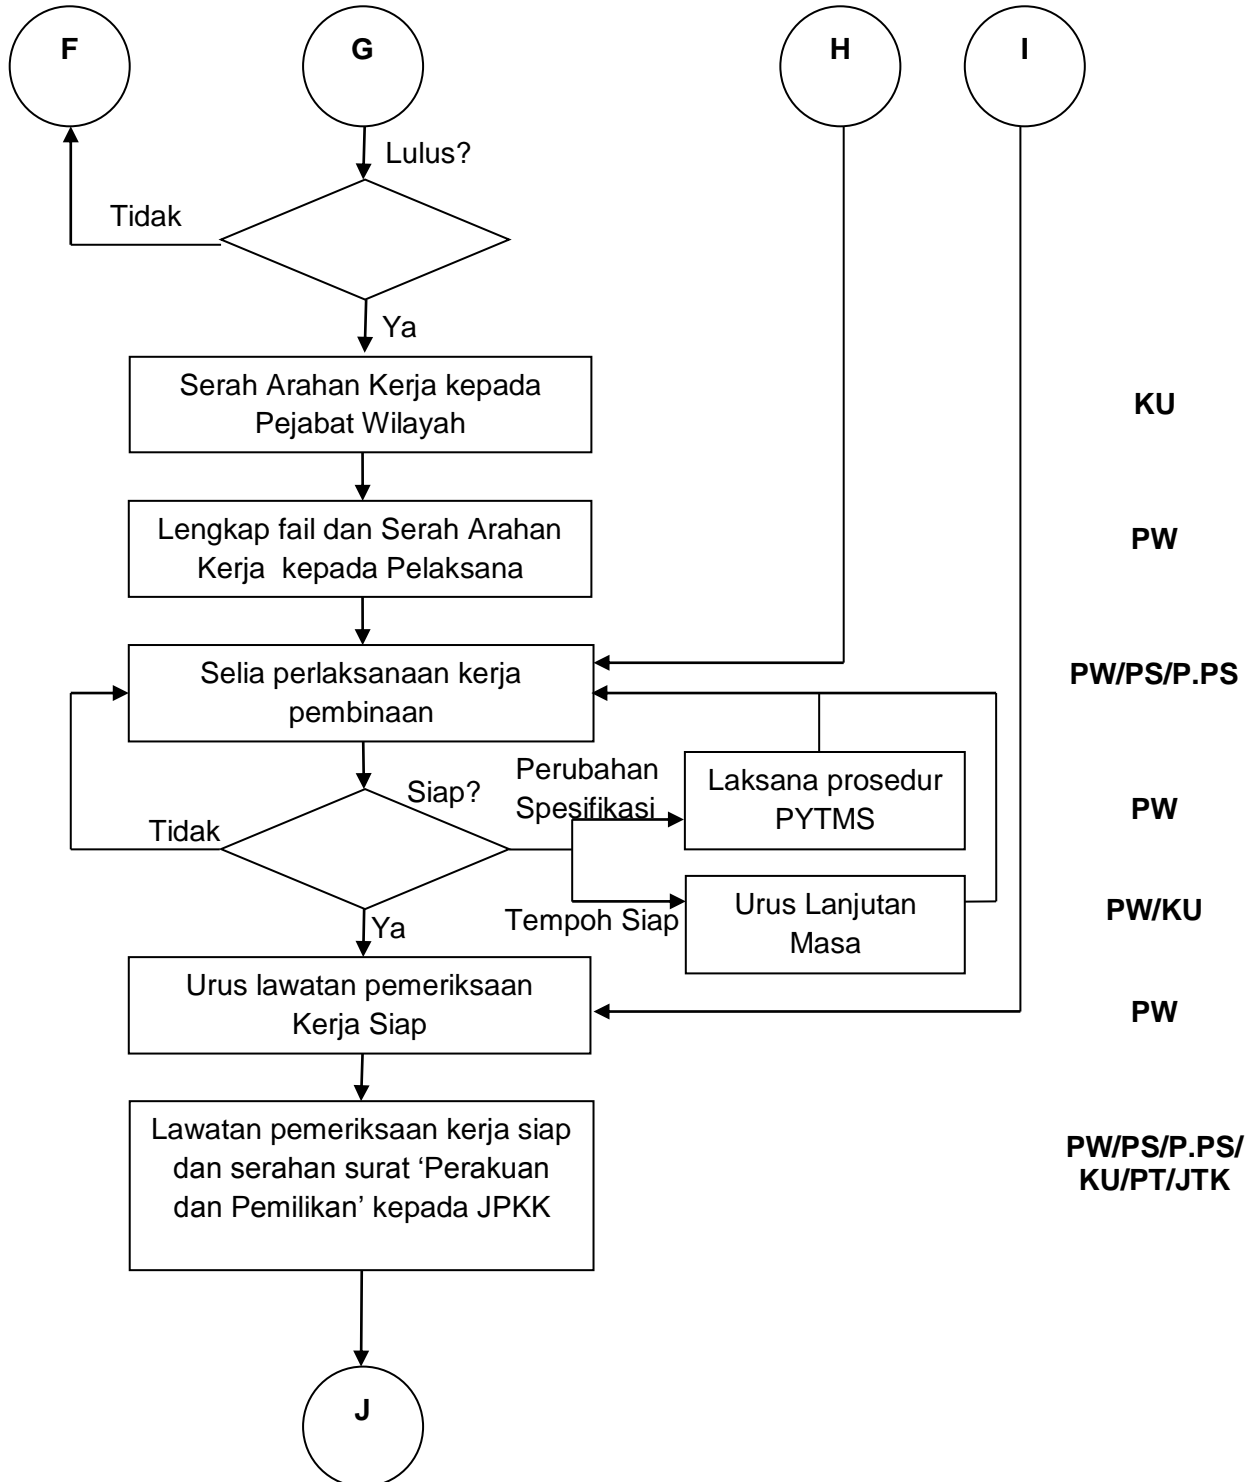 F
G
H
I
Lulus?
Tidak
Ya
Serah Arahan Kerja kepada
Pejabat Wilayah
KU
Lengkap fail dan Serah Arahan
Kerja kepada Pelaksana
PW
Selia perlaksanaan kerja
pembinaan
PW/PS/P.PS
Siap?
Tidak
Perubahan
Spesifikasi
Laksana prosedur
PYTMS
PW
Ya
Tempoh Siap
Urus Lanjutan
Masa
PW/KU
Urus lawatan pemeriksaan
Kerja Siap
PW
Lawatan pemeriksaan kerja siap
dan serahan surat ‘Perakuan
dan Pemilikan’ kepada JPKK
PW/PS/P.PS/
KU/PT/JTK
J